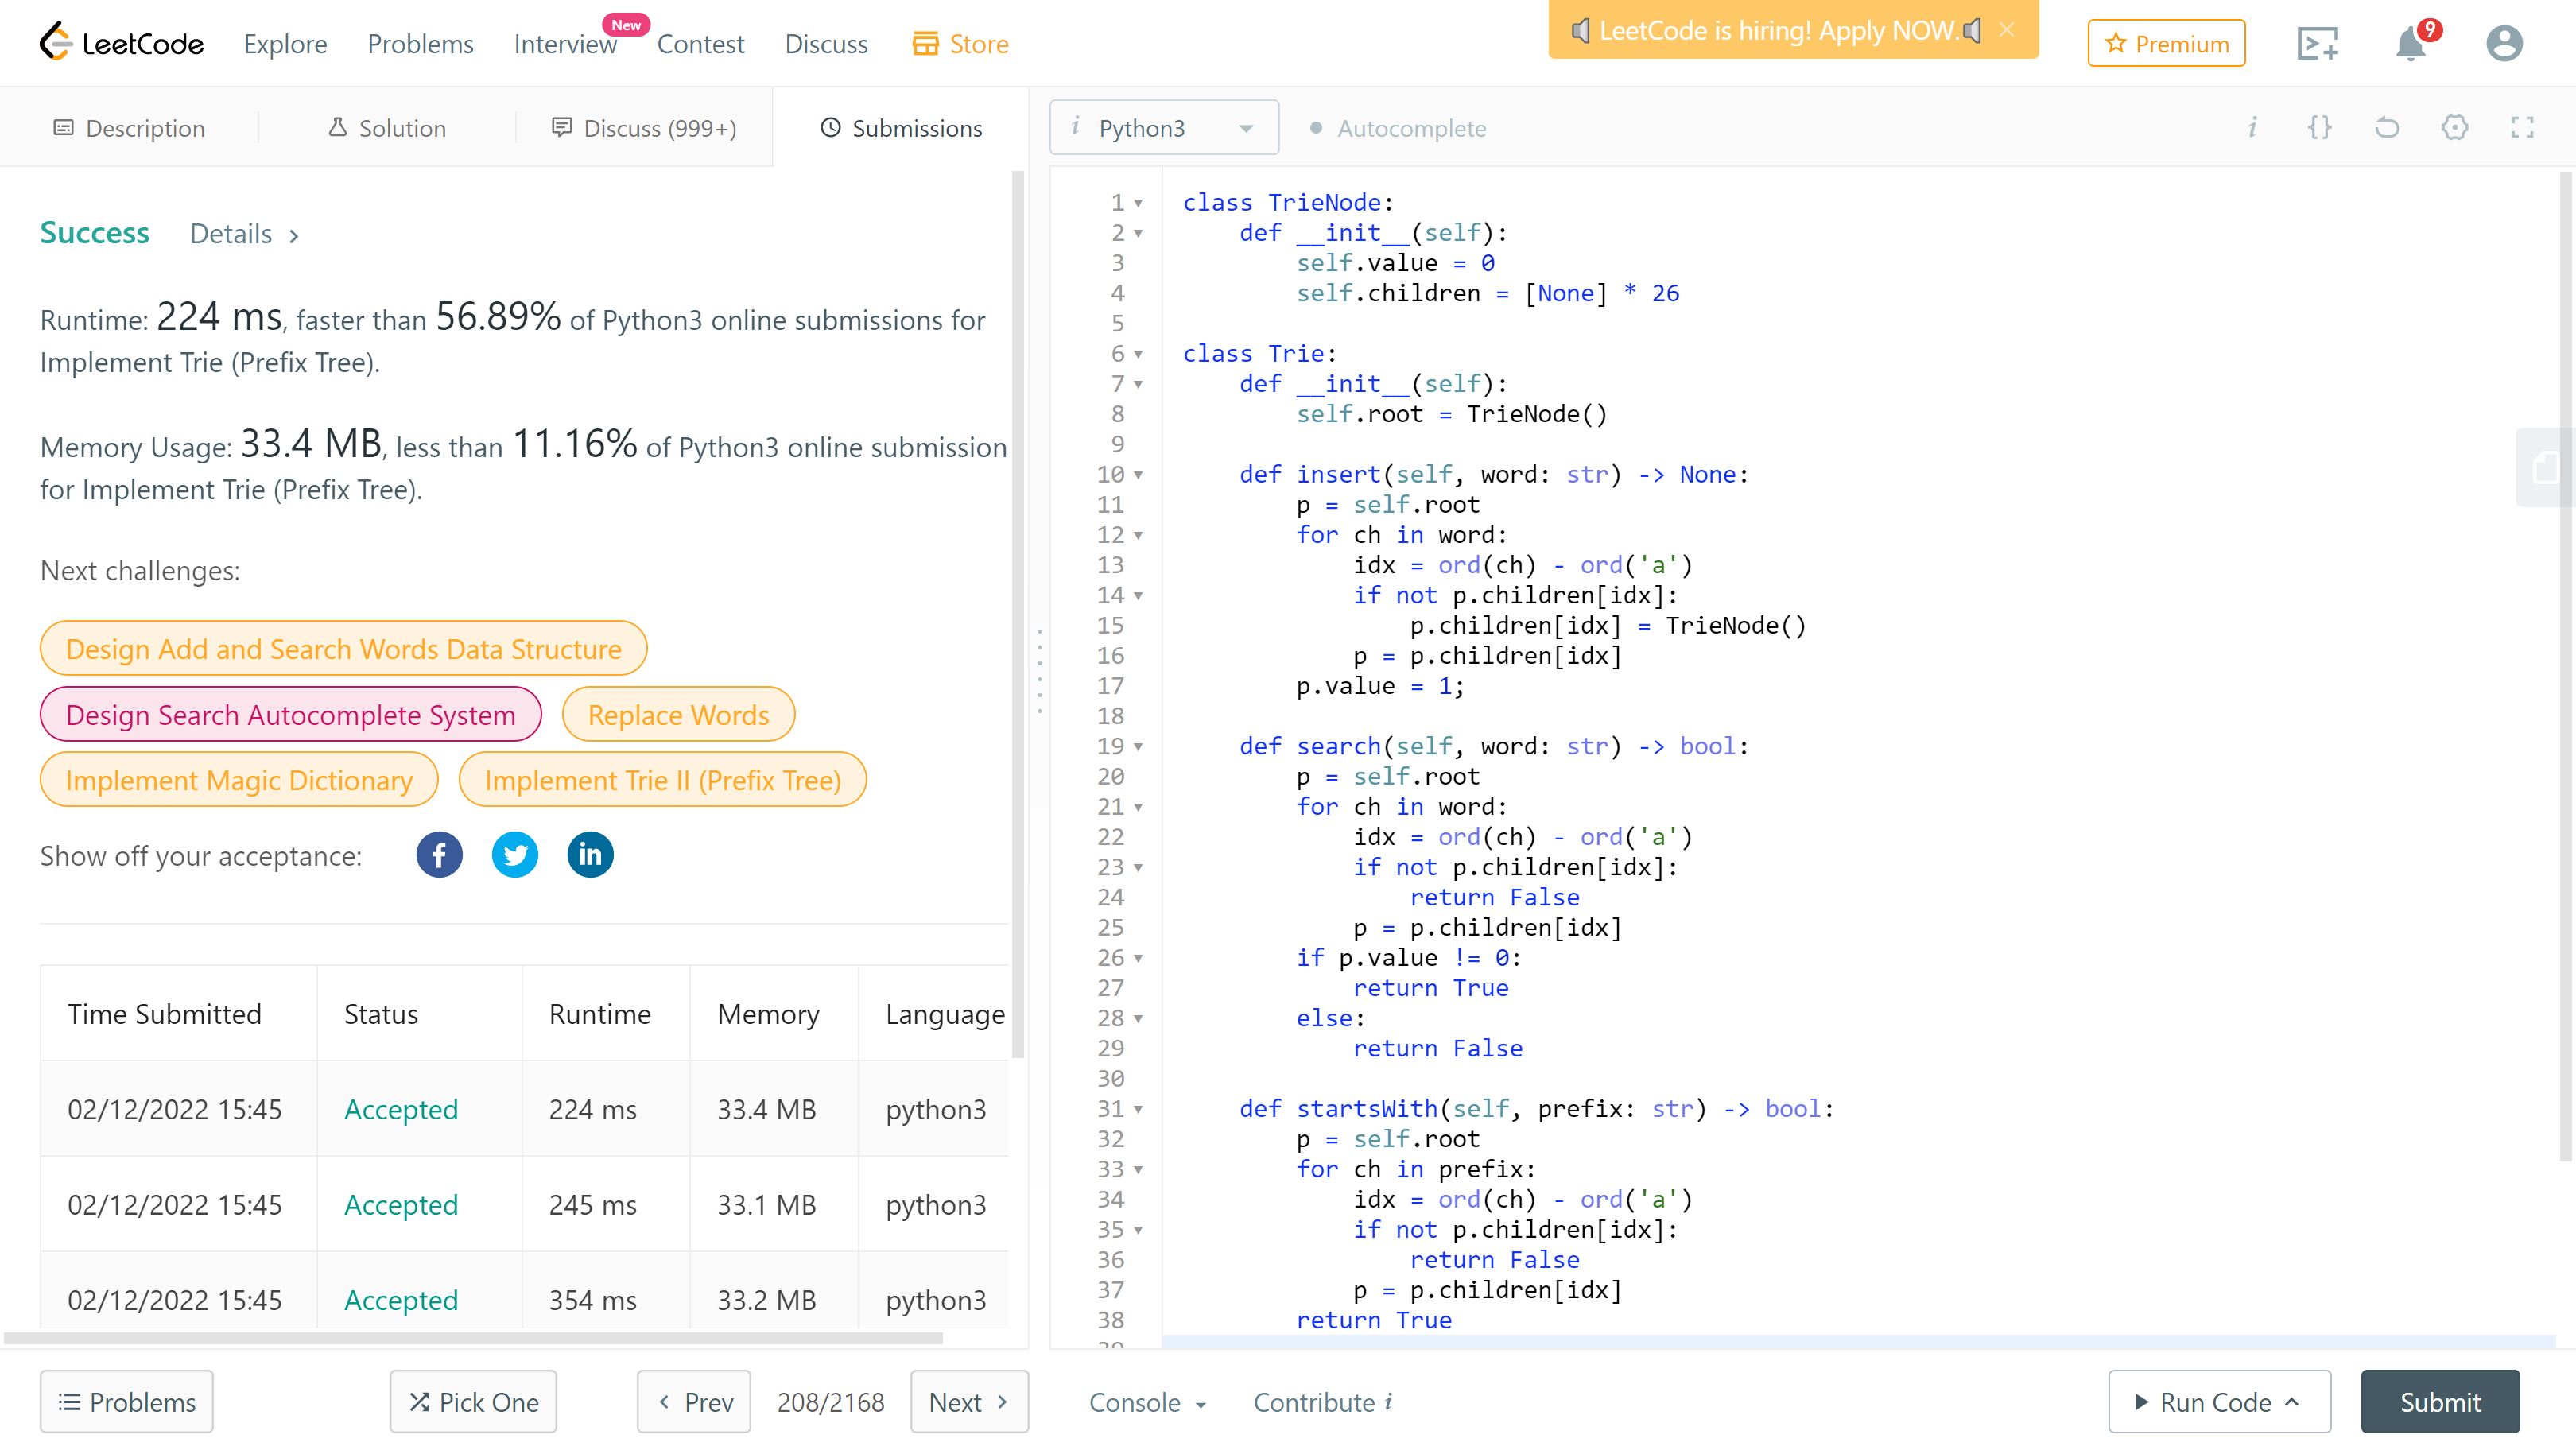 LeetCode Explore Problems Interview New Contest Discuss Store LeetCode is hiring! Apply NOW. Premium 9
Description Solution Discuss (999+) Submissions
Success Details
Runtime: 224 ms, faster than 56.89% of Python3 online submissions for
Implement Trie (Prefix Tree).
Memory Usage: 33.4 MB, less than 11.16% of Python3 online submission
for Implement Trie (Prefix Tree).
Next challenges:
Design Add and Search Words Data Structure
Design Search Autocomplete System Replace Words
Implement Magic Dictionary Implement Trie II (Prefix Tree)
Show off your acceptance:
Time Submitted Status Runtime Memory Language
02/12/2022 15:45 Accepted 224 ms 33.4 MB python3
02/12/2022 15:45 Accepted 245 ms 33.1 MB python3
02/12/2022 15:45 Accepted 354 ms 33.2 MB python3
Problems Pick One Prev 208/2168 Next
i Python3 Autocomplete i {}
1 class TrieNode:
2     def __init__(self):
3         self.value = 0
4         self.children = [None] * 26
5
6 class Trie:
7     def __init__(self):
8         self.root = TrieNode()
9
10     def insert(self, word: str) -> None:
11         p = self.root
12         for ch in word:
13             idx = ord(ch) - ord('a')
14             if not p.children[idx]:
15                 p.children[idx] = TrieNode()
16             p = p.children[idx]
17         p.value = 1;
18
19     def search(self, word: str) -> bool:
20         p = self.root
21         for ch in word:
22             idx = ord(ch) - ord('a')
23             if not p.children[idx]:
24                 return False
25             p = p.children[idx]
26         if p.value != 0:
27             return True
28         else:
29             return False
30
31     def startsWith(self, prefix: str) -> bool:
32         p = self.root
33         for ch in prefix:
34             idx = ord(ch) - ord('a')
35             if not p.children[idx]:
36                 return False
37             p = p.children[idx]
38         return True
Console Contribute i Run Code Submit